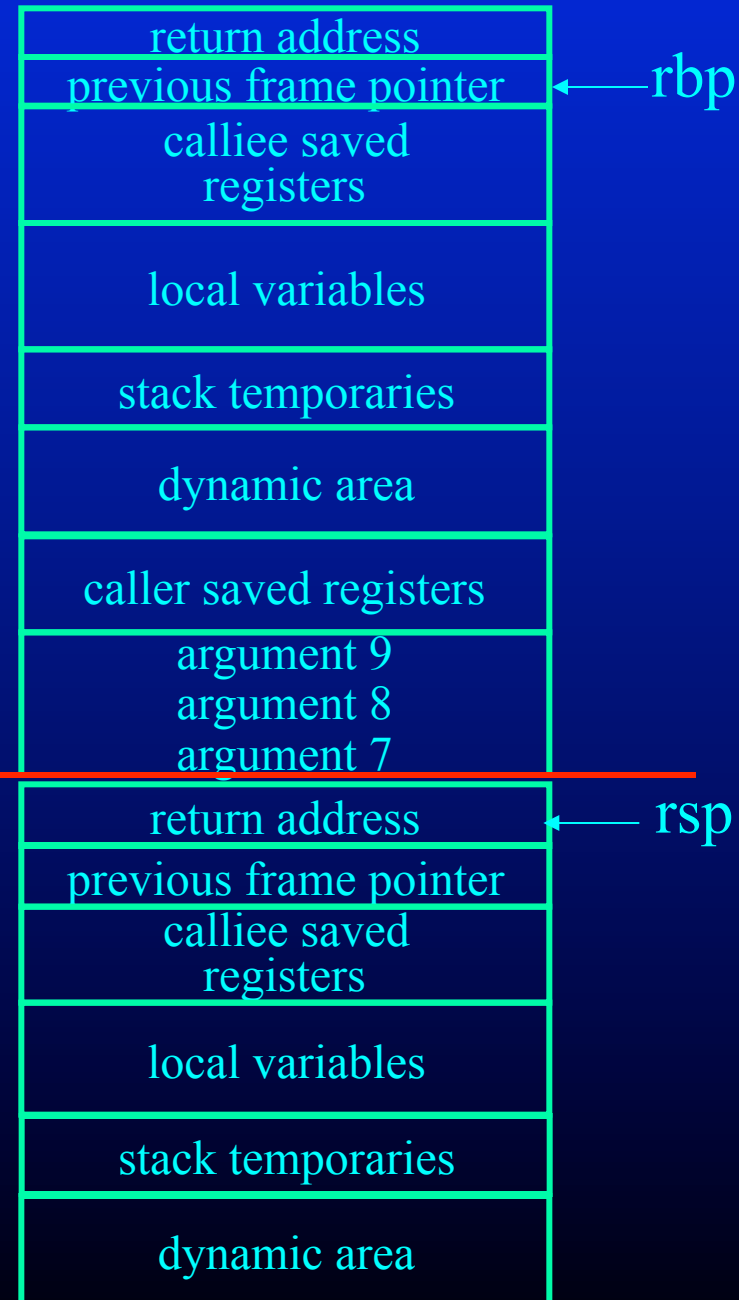 return address
previous frame pointer
rbp
calliee saved
registers
local variables
stack temporaries
dynamic area
caller saved registers
argument 9
argument 8
argument 7
return address
rsp
previous frame pointer
calliee saved
registers
local variables
stack temporaries
dynamic area